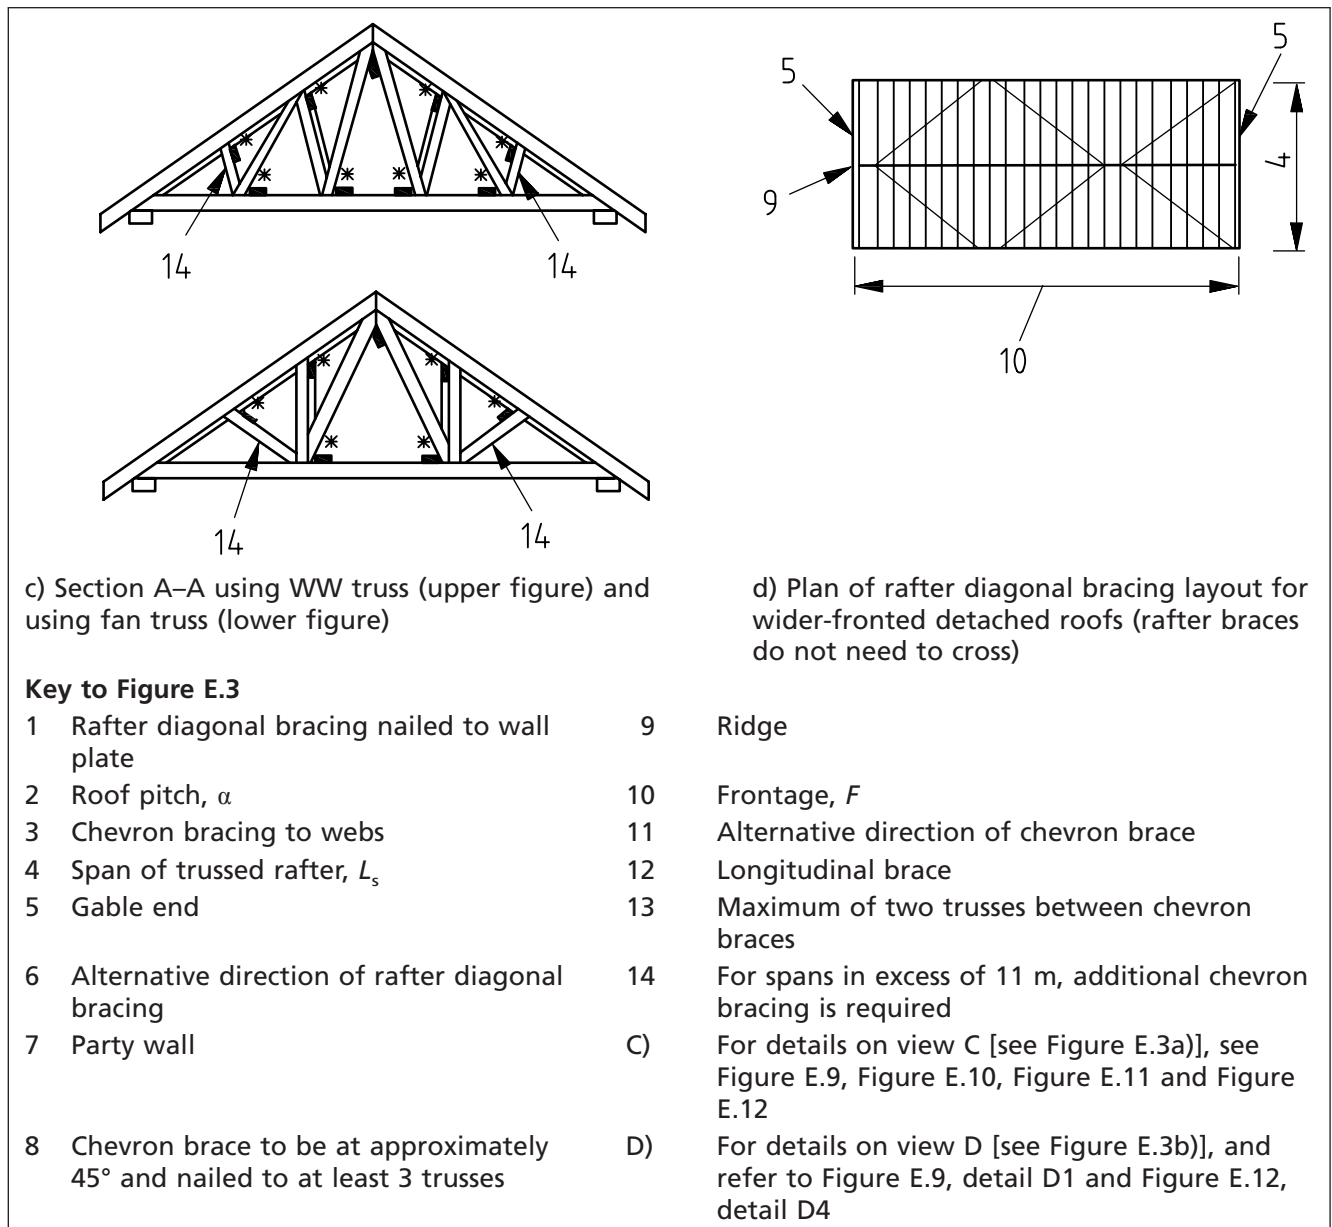 5
5
4
9
10
14
14
14
14
c) Section A–A using WW truss (upper figure) and
using fan truss (lower figure)
d) Plan of rafter diagonal bracing layout for
wider-fronted detached roofs (rafter braces
do not need to cross)
Key to Figure E.3
1 Rafter diagonal bracing nailed to wall
plate
9 Ridge
2 Roof pitch, α
10 Frontage, F
3 Chevron bracing to webs
11 Alternative direction of chevron brace
4 Span of trussed rafter, Ls
12 Longitudinal brace
5 Gable end
13 Maximum of two trusses between chevron
braces
6 Alternative direction of rafter diagonal
bracing
14 For spans in excess of 11 m, additional chevron
bracing is required
7 Party wall
C) For details on view C [see Figure E.3a)], see
Figure E.9, Figure E.10, Figure E.11 and Figure
E.12
8 Chevron brace to be at approximately
45° and nailed to at least 3 trusses
D) For details on view D [see Figure E.3b)], and
refer to Figure E.9, detail D1 and Figure E.12,
detail D4